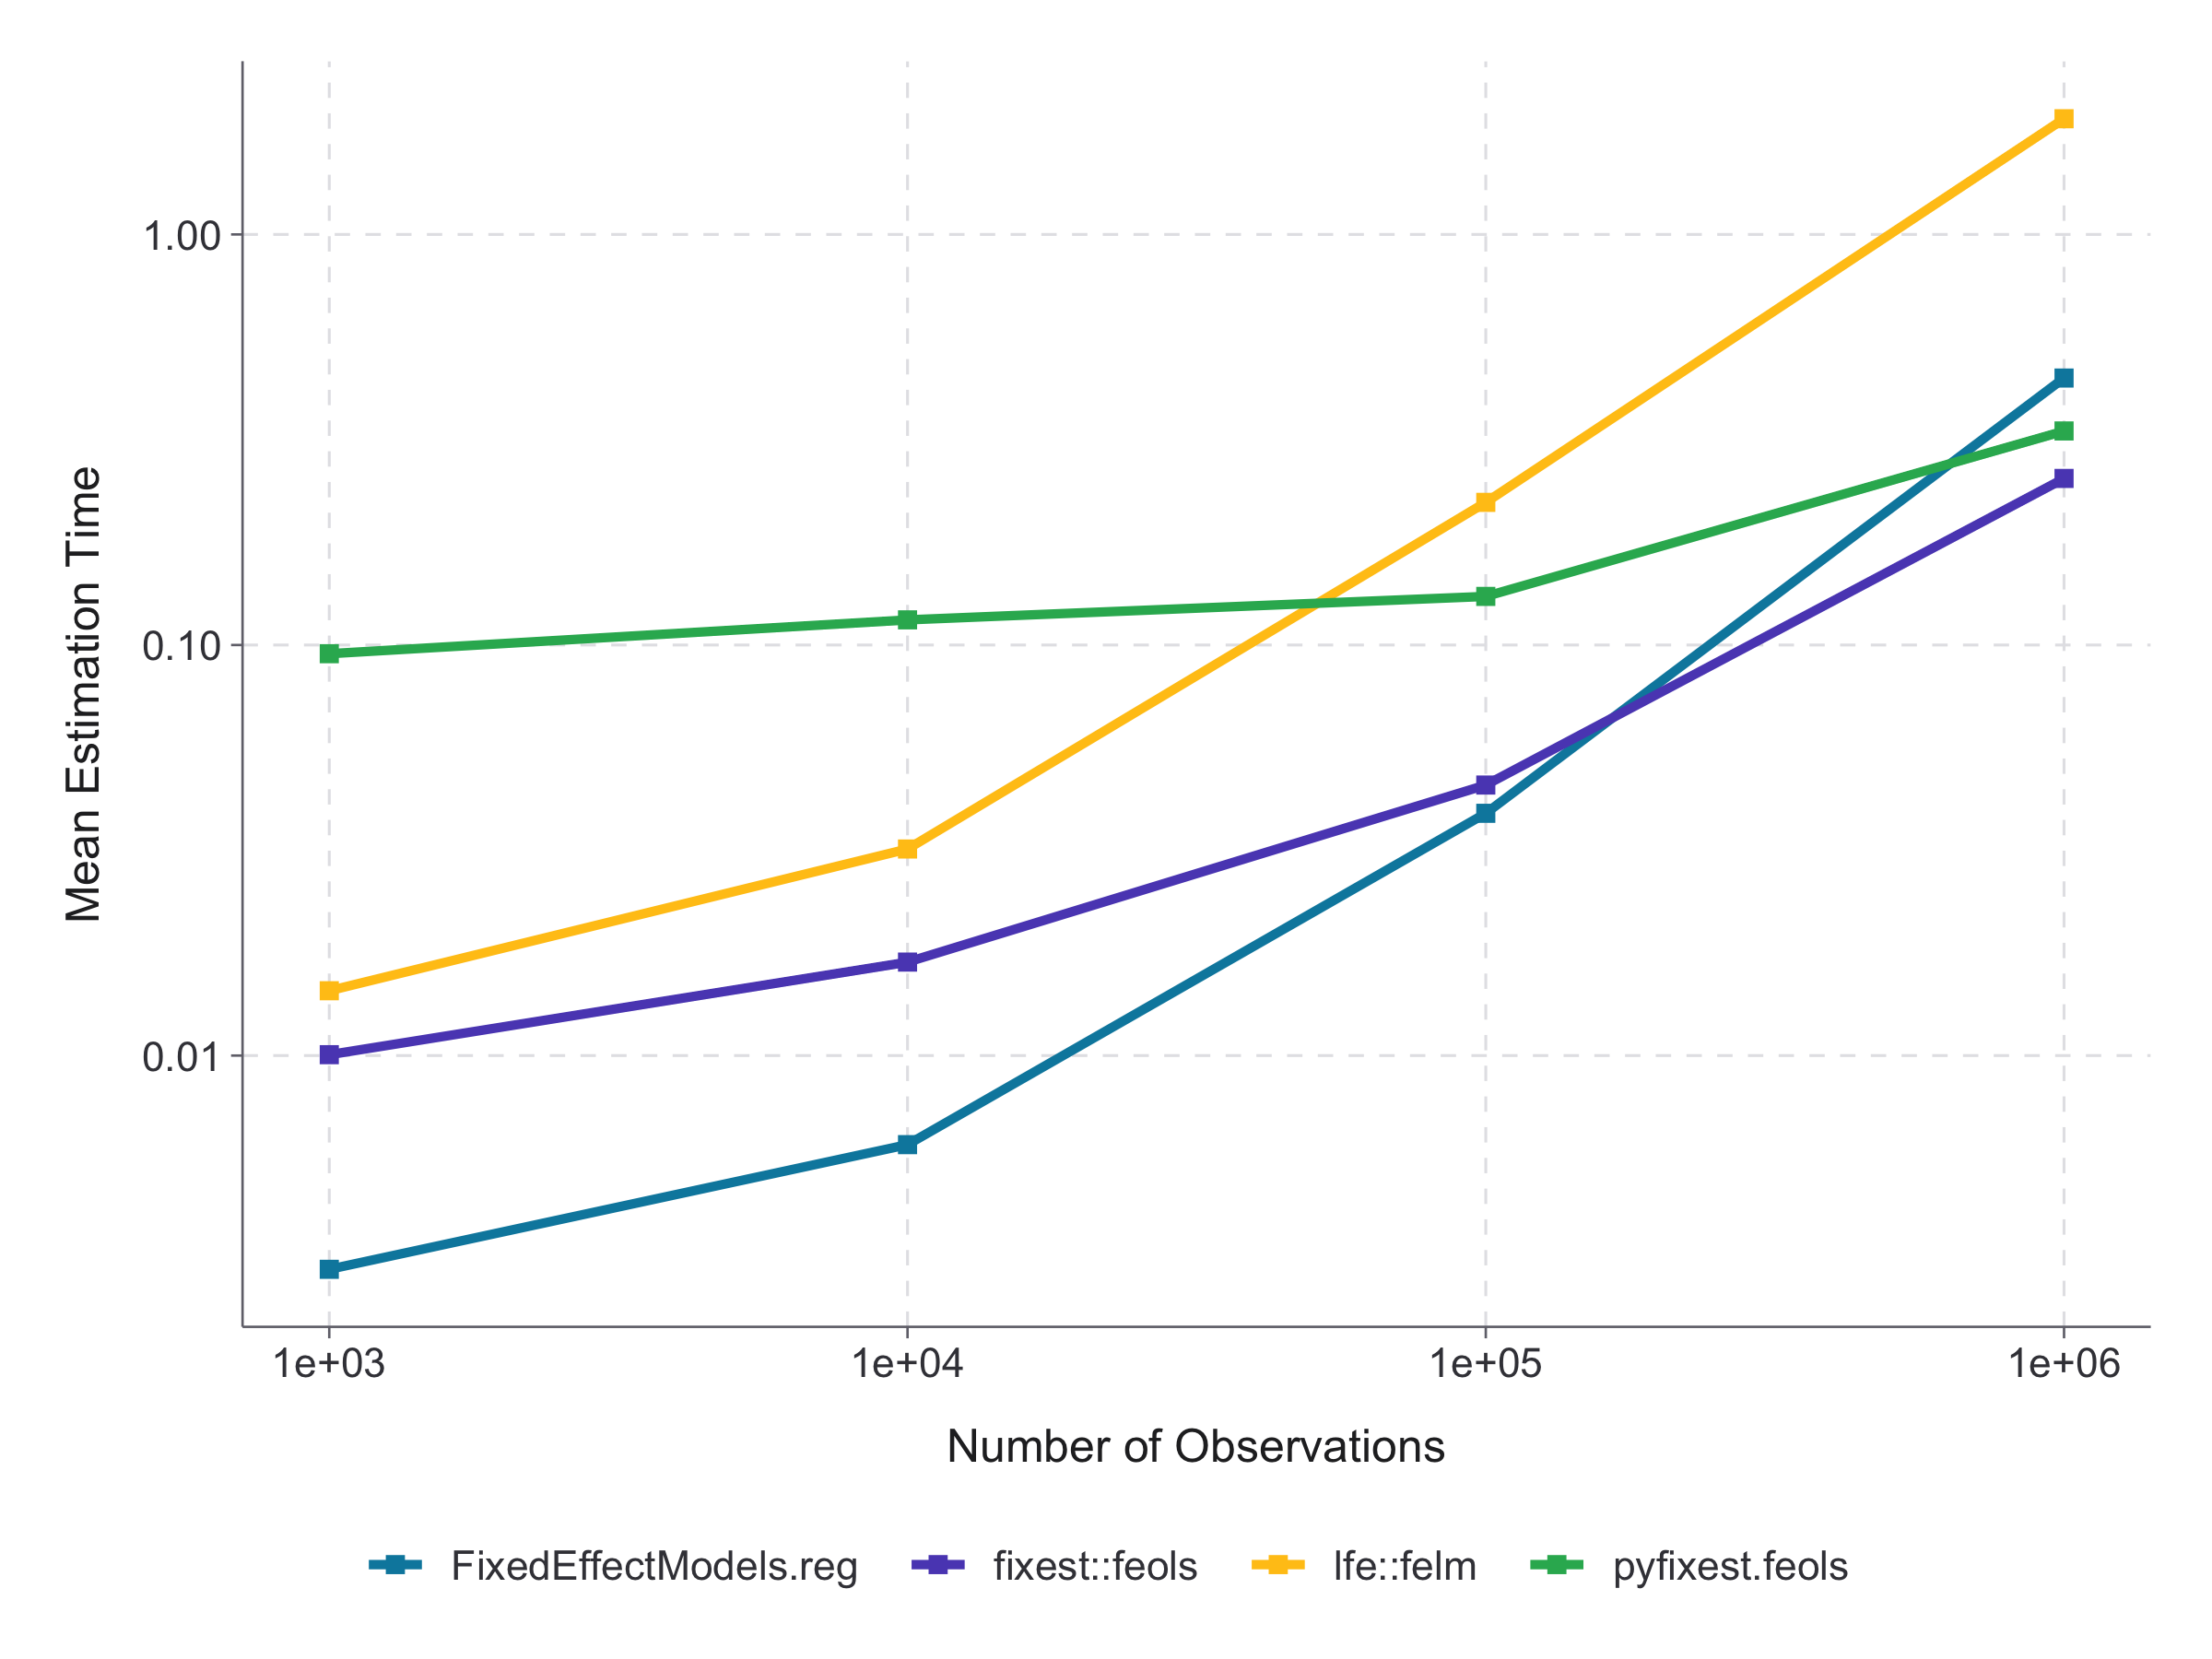 Mean Estimation Time
1.00
0.10
0.01
1e+03 1e+04 1e+05 1e+06
Number of Observations
FixedEffectModels.reg fixest::feols lfe::felm pyfixest.feols